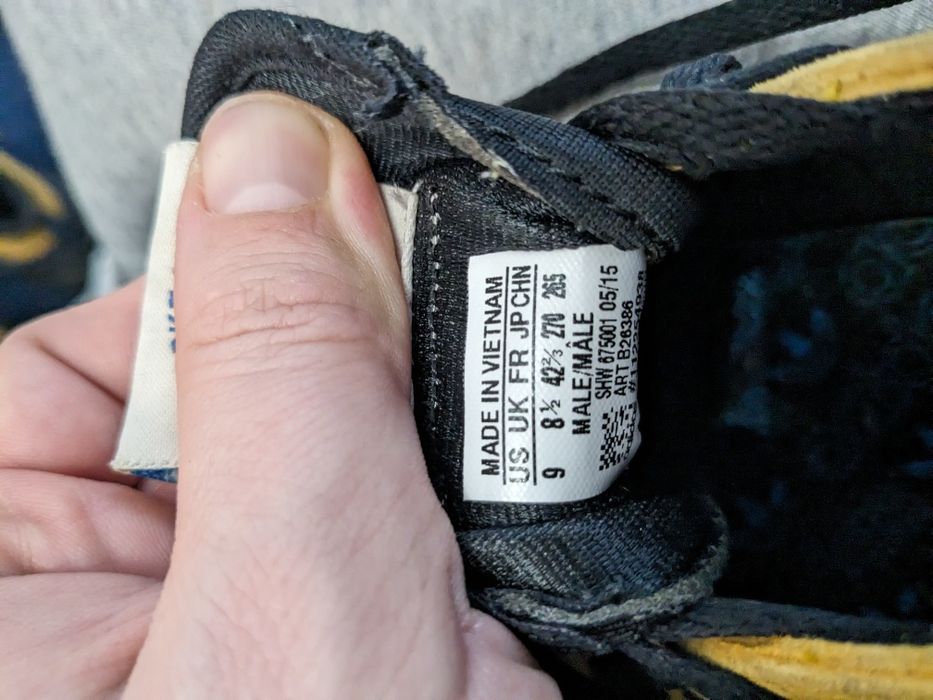 MADE IN VIETNAM
US UK FR JP CHN
9 8½ 42⅔ 270 265
MALE/MÂLE
SHW 675001 05/15
ART B26386
adidas